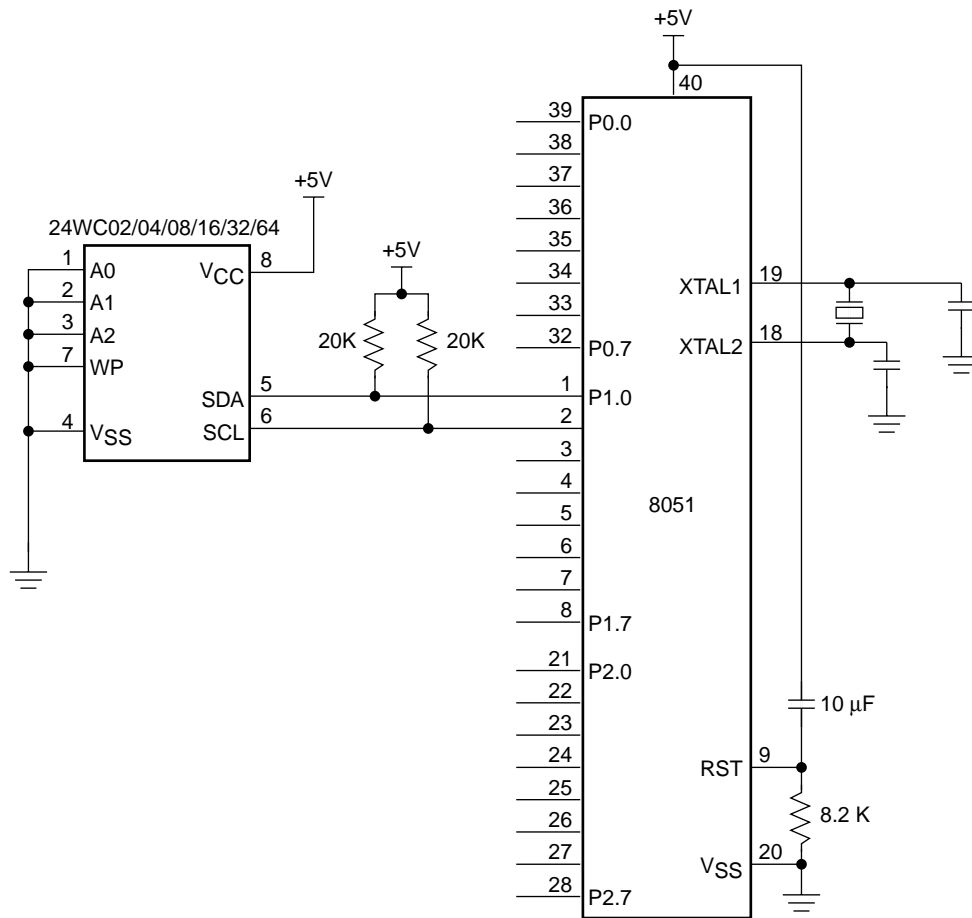 +5V
40
39 P0.0
38
37
+5V
36
24WC02/04/08/16/32/64
35
1 A0 VCC 8
+5V
34
19 XTAL1
2 A1
33
3 A2
20K 20K
32 P0.7
18 XTAL2
7 WP
SDA 5
1 P1.0
4 VSS SCL 6
2
3
4
8051
5
6
7
8 P1.7
21 P2.0
22
10 µF
23
24
RST 9
25
8.2 K
26
27
VSS 20
28 P2.7